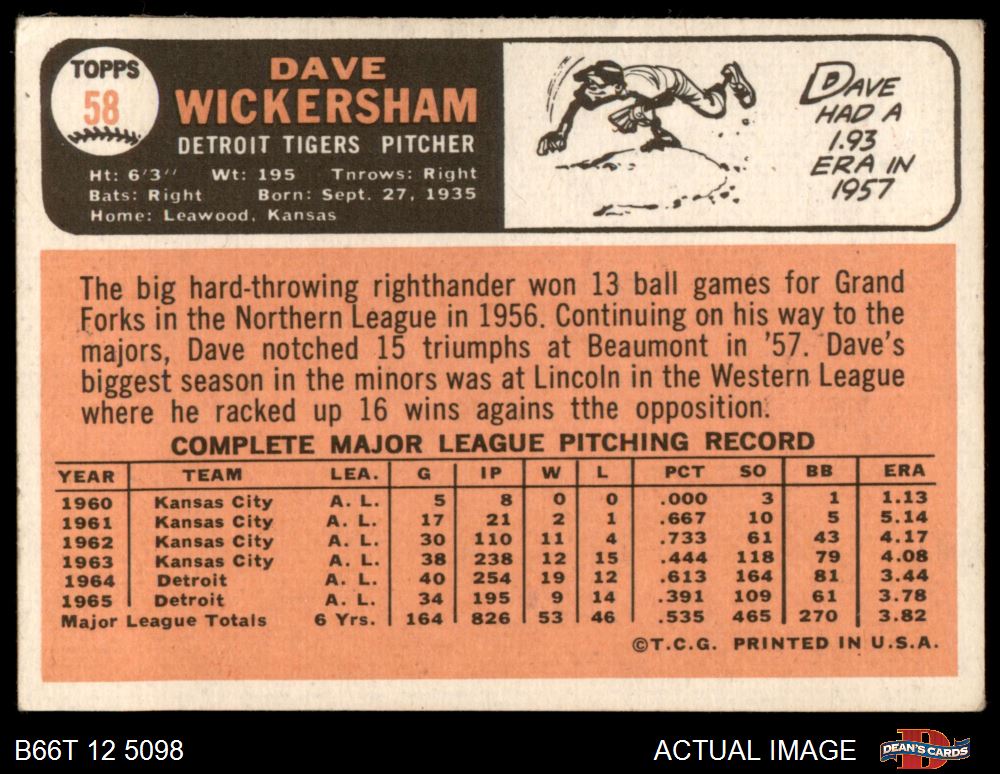 TOPPS
58
DAVE
WICKERSHAM
DETROIT TIGERS PITCHER
Ht: 6'3" Wt: 195 Tnrows: Right
Bats: Right Born: Sept. 27, 1935
Home: Leawood, Kansas
DAVE
HAD A
1.93
ERA IN
1957
The big hard-throwing righthander won 13 ball games for Grand
Forks in the Northern League in 1956. Continuing on his way to the
majors, Dave notched 15 triumphs at Beaumont in '57. Dave's
biggest season in the minors was at Lincoln in the Western League
where he racked up 16 wins agains tthe opposition.
COMPLETE MAJOR LEAGUE PITCHING RECORD
YEAR TEAM LEA. G IP W L PCT SO BB ERA
1960 Kansas City A. L. 5 8 0 0 .000 3 1 1.13
1961 Kansas City A. L. 17 21 2 1 .667 10 5 5.14
1962 Kansas City A. L. 30 110 11 4 .733 61 43 4.17
1963 Kansas City A. L. 38 238 12 15 .444 118 79 4.08
1964 Detroit A. L. 40 254 19 12 .613 164 81 3.44
1965 Detroit A. L. 34 195 9 14 .391 109 61 3.78
Major League Totals 6 Yrs. 164 826 53 46 .535 465 270 3.82
©T.C.G. PRINTED IN U.S.A.
B66T 12 5098
ACTUAL IMAGE
DEAN'S CARDS